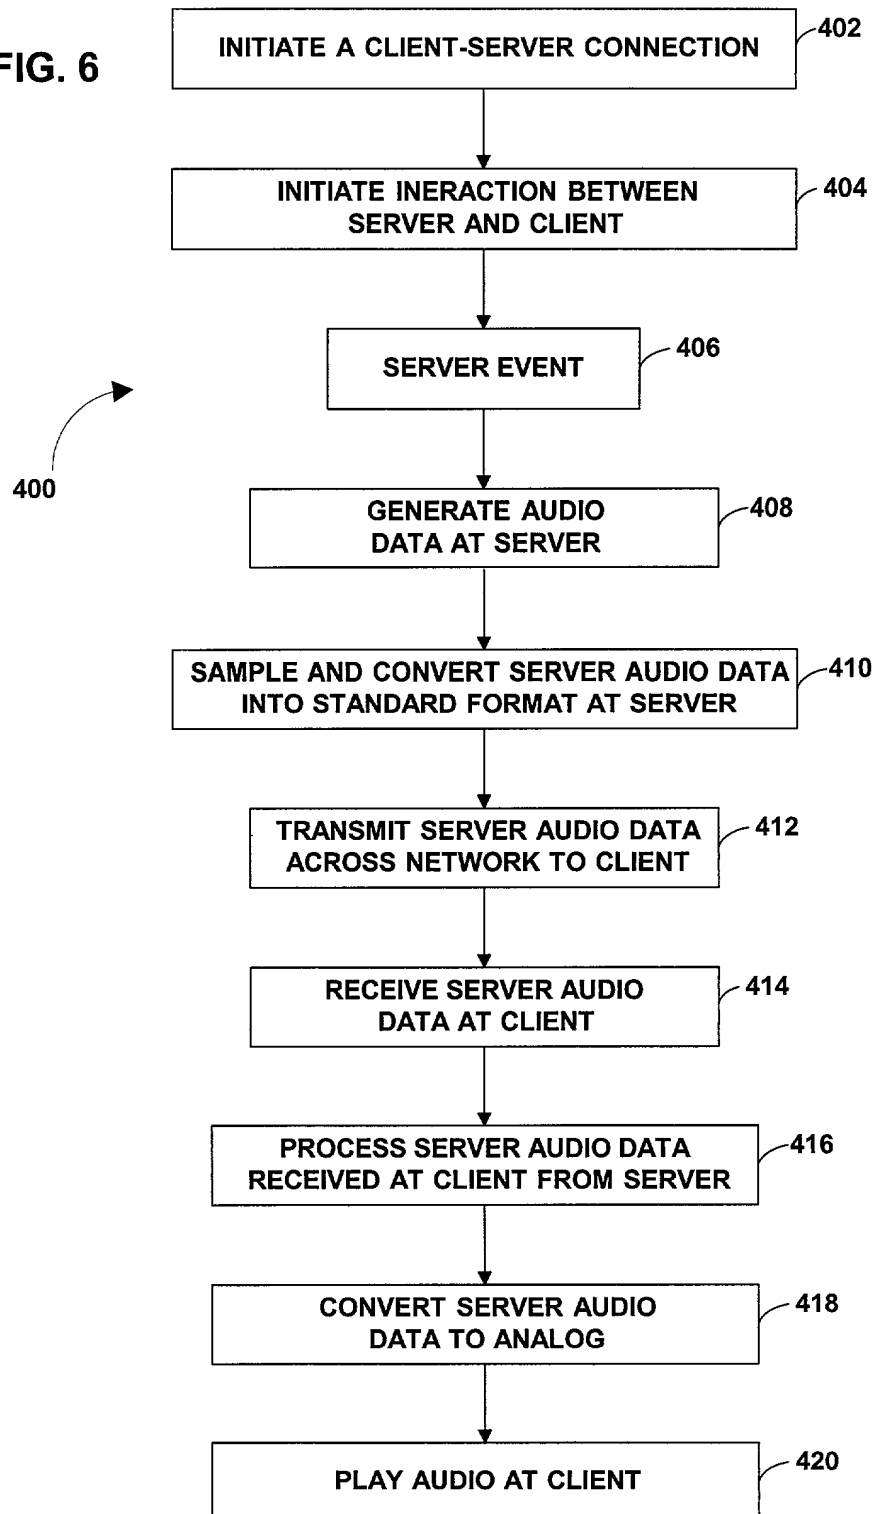 FIG. 6
INITIATE A CLIENT-SERVER CONNECTION
402
INITIATE INERACTION BETWEEN
SERVER AND CLIENT
404
SERVER EVENT
406
400
GENERATE AUDIO
DATA AT SERVER
408
SAMPLE AND CONVERT SERVER AUDIO DATA
INTO STANDARD FORMAT AT SERVER
410
TRANSMIT SERVER AUDIO DATA
ACROSS NETWORK TO CLIENT
412
RECEIVE SERVER AUDIO
DATA AT CLIENT
414
PROCESS SERVER AUDIO DATA
RECEIVED AT CLIENT FROM SERVER
416
CONVERT SERVER AUDIO
DATA TO ANALOG
418
PLAY AUDIO AT CLIENT
420